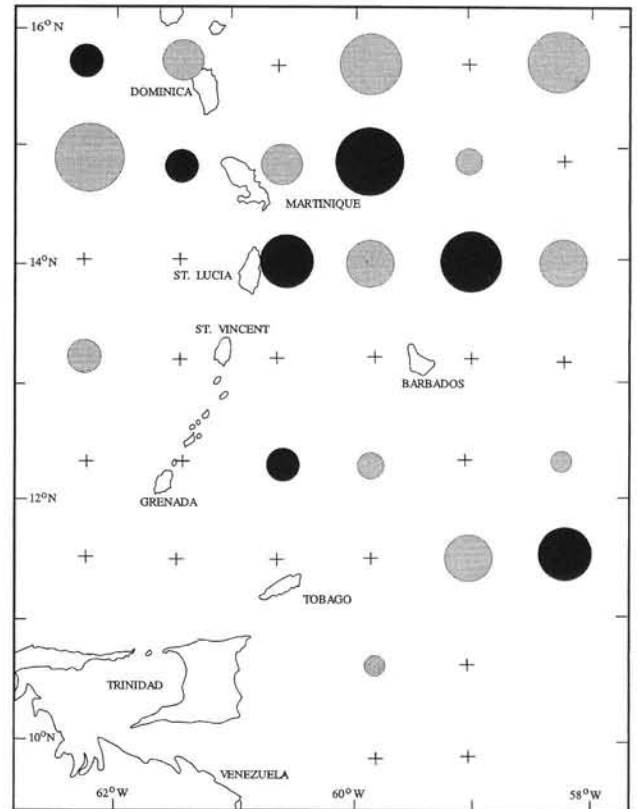 16°N
DOMINICA
MARTINIQUE
14°N
ST. LUCIA
ST. VINCENT
BARBADOS
12°N
GRENADA
TOBAGO
TRINIDAD
10°N
VENEZUELA
62°W
60°W
58°W